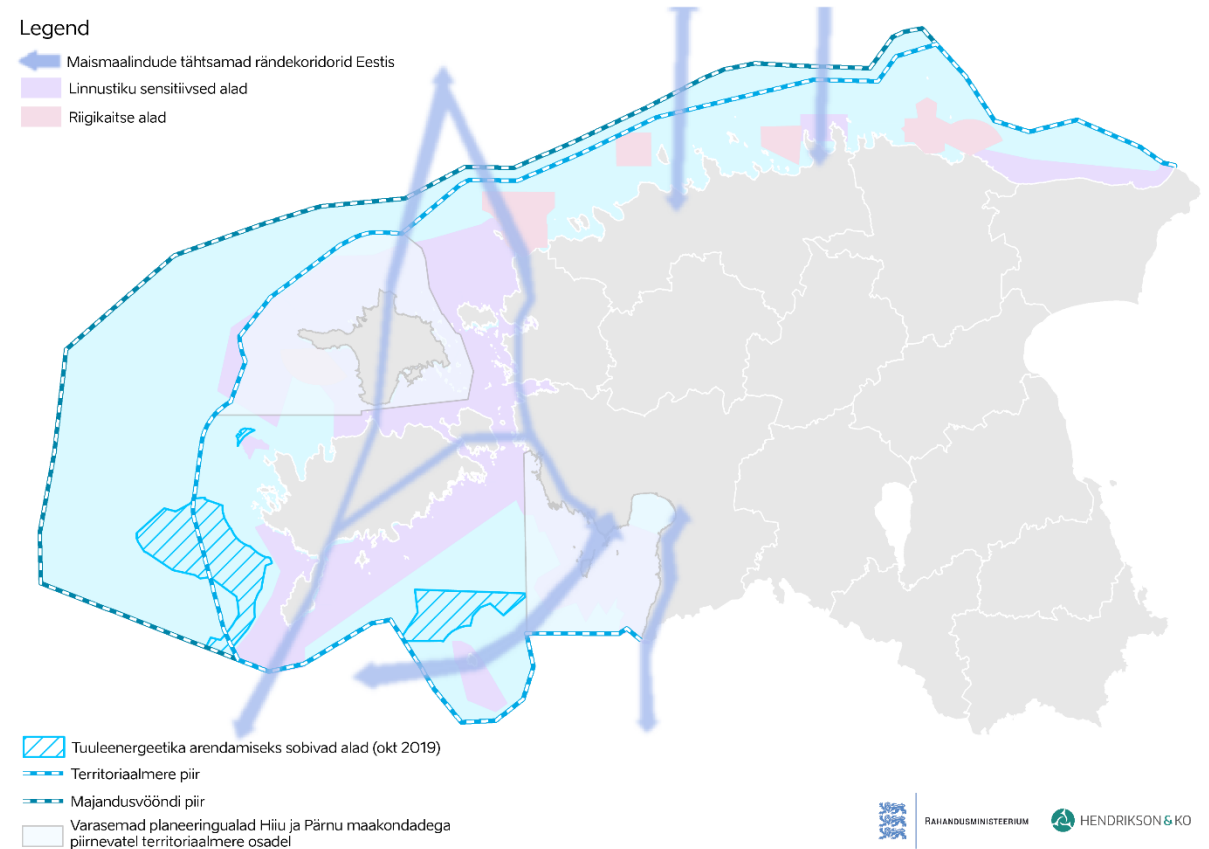 Legend
Maismaalindude tähtsamad rändekoridorid Eestis
Linnustiku sensitiivsed alad
Riigikaitse alad
Tuuleenergeetika arendamiseks sobivad alad (okt 2019)
Territoriaalmere piir
Majandusvööndi piir
Varasemad planeeringualad Hiiu ja Pärnu maakondadega
piirnevatel territoriaalmere osadel
RAHANDUSMINISTEERIUM
HENDRIKSON & KO